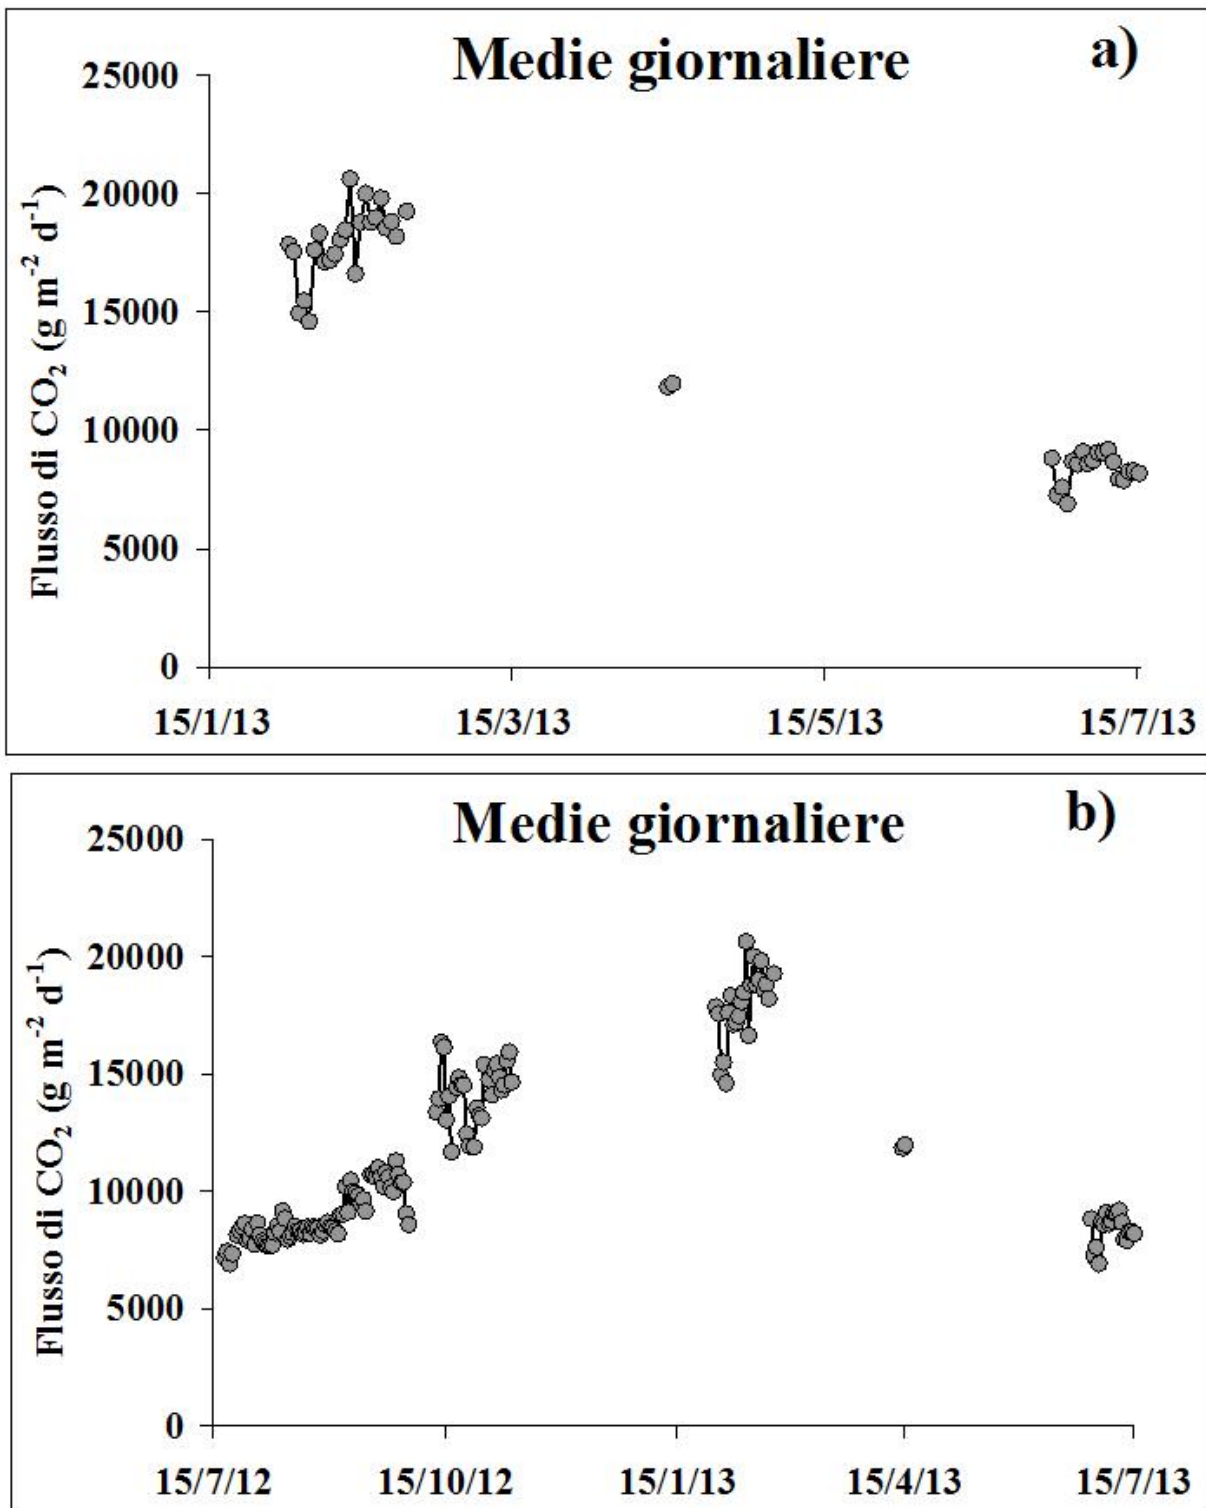 Medie giornaliere
a)
25000
20000
15000
10000
5000
0
Flusso di CO₂ (g m⁻² d⁻¹)
15/1/13 15/3/13 15/5/13 15/7/13
Medie giornaliere
b)
25000
20000
15000
10000
5000
0
Flusso di CO₂ (g m⁻² d⁻¹)
15/7/12 15/10/12 15/1/13 15/4/13 15/7/13